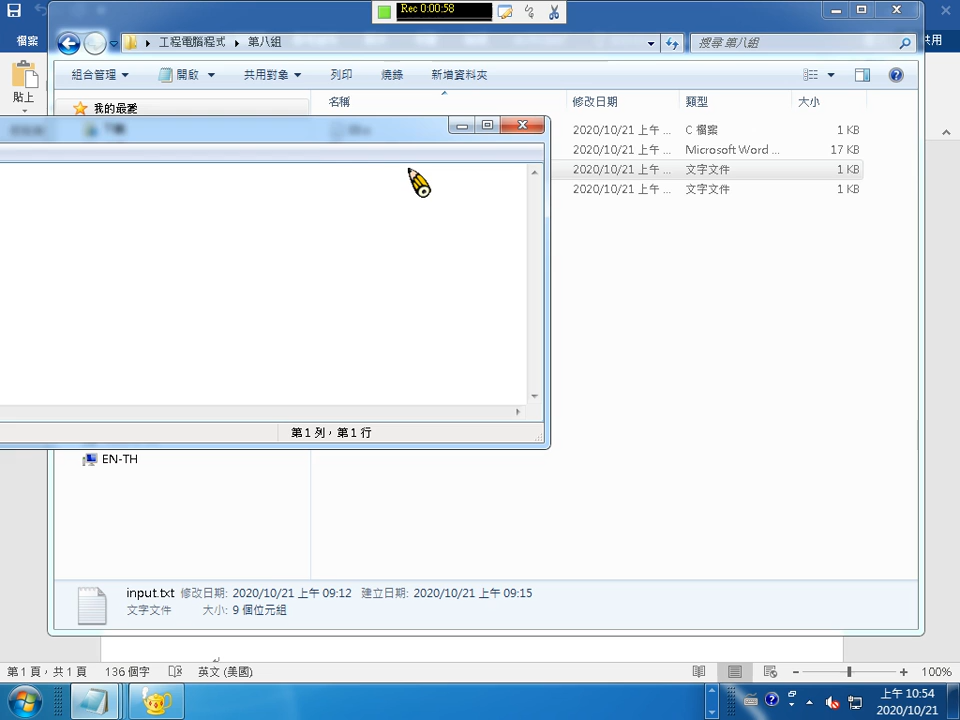 Rec 0:00:58
檔案
共用
工程電腦程式 第八組
搜尋 第八組
組合管理 開啟 共用對象 列印 燒錄 新增資料夾
貼上
我的最愛
名稱 修改日期 類型 大小
2020/10/21 上午 ... C 檔案 1 KB
2020/10/21 上午 ... Microsoft Word ... 17 KB
2020/10/21 上午 ... 文字文件 1 KB
2020/10/21 上午 ... 文字文件 1 KB
第 1 列，第 1 行
EN-TH
input.txt 修改日期: 2020/10/21 上午 09:12 建立日期: 2020/10/21 上午 09:15
文字文件 大小: 9 個位元組
第 1 頁，共 1 頁 136 個字 英文 (美國) 100%
上午 10:54
2020/10/21